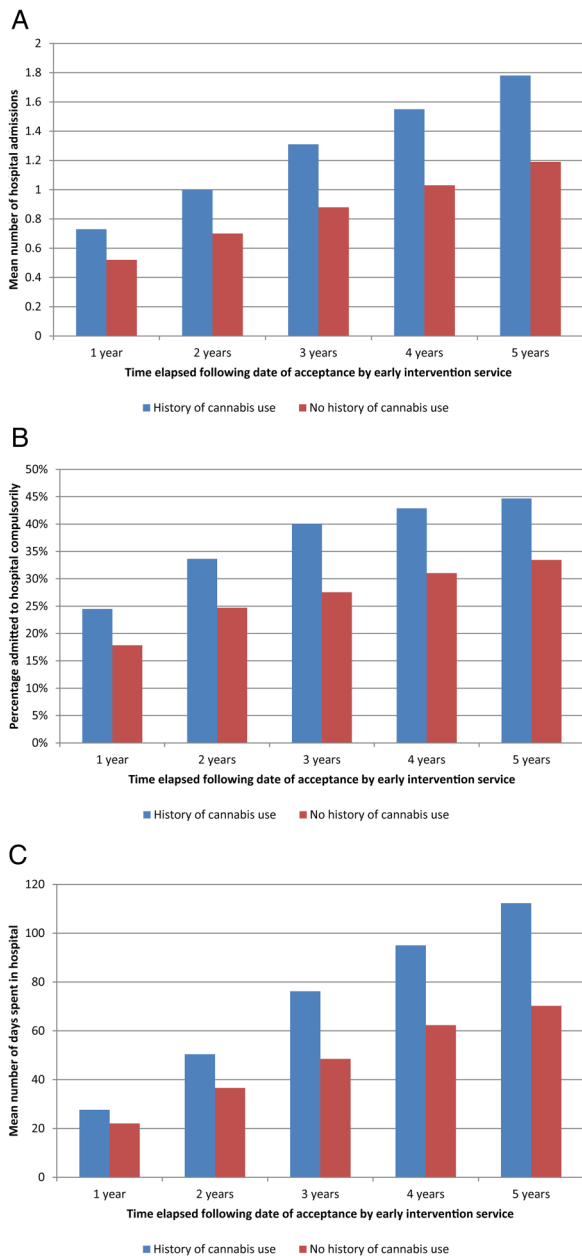 A
Mean number of hospital admissions
2
1.8
1.6
1.4
1.2
1
0.8
0.6
0.4
0.2
0
1 year 2 years 3 years 4 years 5 years
Time elapsed following date of acceptance by early intervention service
History of cannabis use No history of cannabis use
B
Percentage admitted to hospital compulsorily
50%
45%
40%
35%
30%
25%
20%
15%
10%
5%
0%
1 year 2 years 3 years 4 years 5 years
Time elapsed following date of acceptance by early intervention service
History of cannabis use No history of cannabis use
C
Mean number of days spent in hospital
120
100
80
60
40
20
0
1 year 2 years 3 years 4 years 5 years
Time elapsed following date of acceptance by early intervention service
History of cannabis use No history of cannabis use